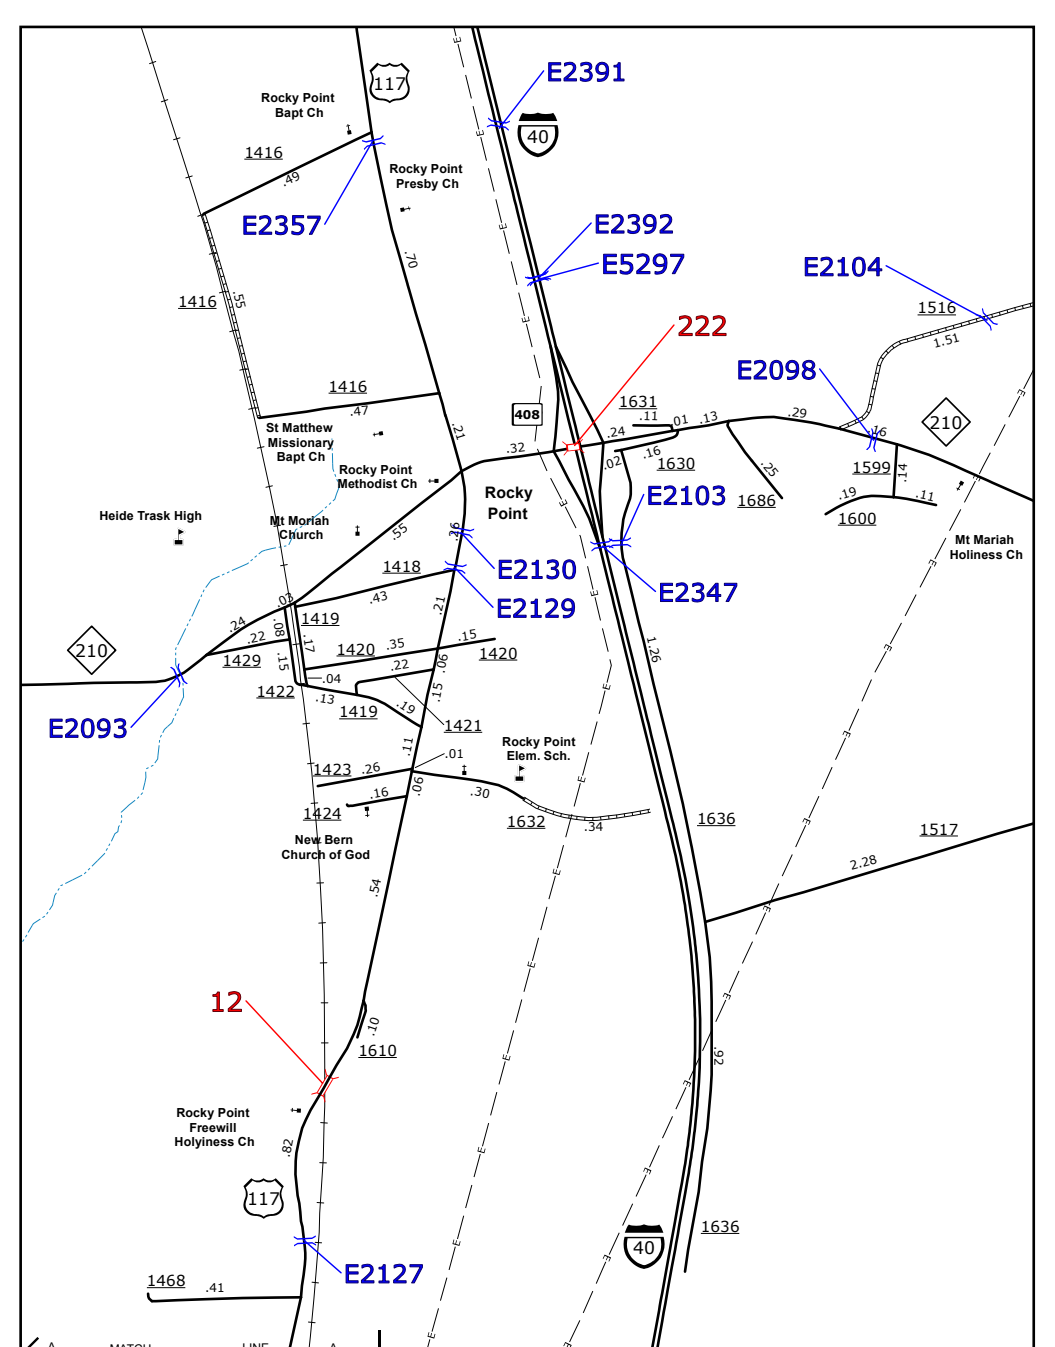 E
E2391
117
Rocky Point
Bapt Ch
E
40
1416
.49
Rocky Point
Presby Ch
E2357
E
E2392
.70
E5297
E2104
1416
.55
1516
E
222
1.51
E2098
1416
.47
E
1631
408
.11
.01
.13
.29
210
St Matthew
Missionary
Bapt Ch
.21
.24
.16
.32
.16
1630
.02
1599
.14
Rocky Point
Methodist Ch
.25
Rocky
Point
E
E2103
1686
.19
.11
1600
Heide Trask High
Mt Moriah
Church
.55
.26
E
Mt Mariah
Holiness Ch
E
1418
E2130
E2347
.03
.43
.21
E2129
E
.24
.08
1419
.17
.22
.35
.15
1.26
E
210
1429
.15
1420
.06
1420
.22
.04
1422
.13
1419
.19
.15
E
E2093
1421
.11
.01
Rocky Point
Elem. Sch.
E
1423
.26
.06
.30
E
.16
1424
1632
.34
1636
E
1517
New Bern
Church of God
2.28
E
.54
E
E
12
E
.10
1610
E
.92
E
Rocky Point
Freewill
Holyiness Ch
.82
E
E
117
1636
E
40
E
E2127
1468
.41
E
E
A
MATCH
LINE
A